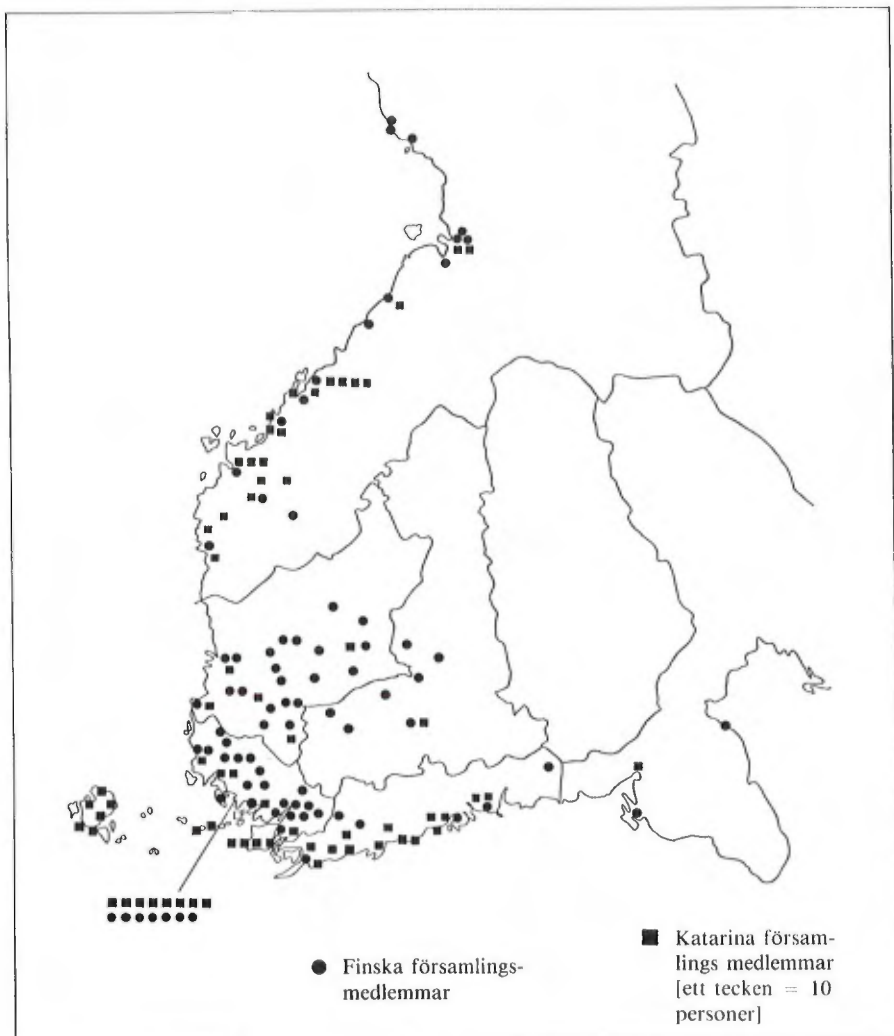 Finska församlings-
medlemmar
Katarina försam-
lings medlemmar
[ett tecken = 10
personer]